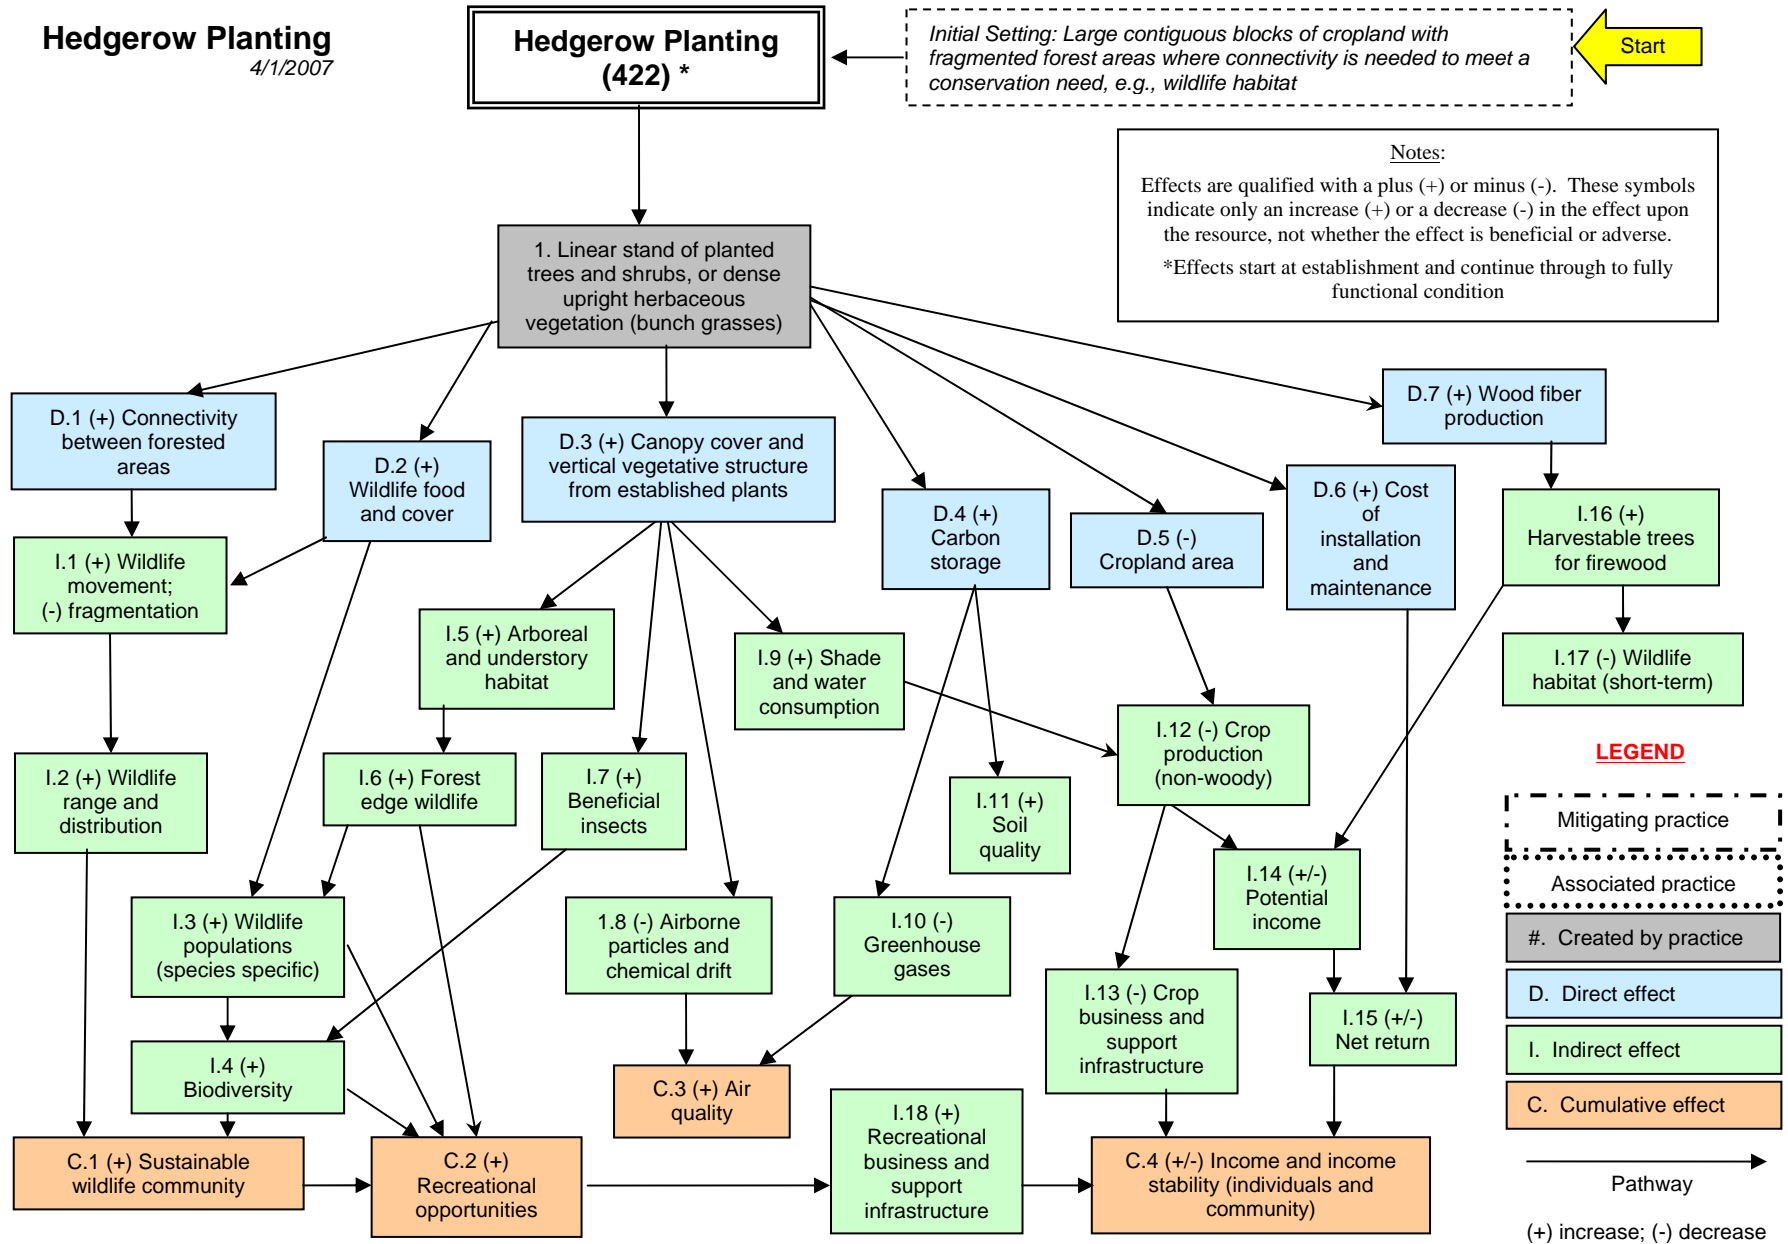 Hedgerow Planting
4/1/2007
Hedgerow Planting
(422) *
Initial Setting: Large contiguous blocks of cropland with
fragmented forest areas where connectivity is needed to meet a
conservation need, e.g., wildlife habitat
Start
Notes:
Effects are qualified with a plus (+) or minus (-). These symbols
indicate only an increase (+) or a decrease (-) in the effect upon
the resource, not whether the effect is beneficial or adverse.
*Effects start at establishment and continue through to fully
functional condition
1. Linear stand of planted
trees and shrubs, or dense
upright herbaceous
vegetation (bunch grasses)
D.1 (+) Connectivity
between forested
areas
D.2 (+)
Wildlife food
and cover
D.3 (+) Canopy cover and
vertical vegetative structure
from established plants
D.4 (+)
Carbon
storage
D.5 (-)
Cropland area
D.6 (+) Cost
of
installation
and
maintenance
D.7 (+) Wood fiber
production
I.1 (+) Wildlife
movement;
(-) fragmentation
I.5 (+) Arboreal
and understory
habitat
I.9 (+) Shade
and water
consumption
I.16 (+)
Harvestable trees
for firewood
I.17 (-) Wildlife
habitat (short-term)
I.2 (+) Wildlife
range and
distribution
I.6 (+) Forest
edge wildlife
I.7 (+)
Beneficial
insects
I.11 (+)
Soil
quality
I.12 (-) Crop
production
(non-woody)
I.3 (+) Wildlife
populations
(species specific)
1.8 (-) Airborne
particles and
chemical drift
I.10 (-)
Greenhouse
gases
I.14 (+/-)
Potential
income
I.13 (-) Crop
business and
support
infrastructure
I.15 (+/-)
Net return
I.4 (+)
Biodiversity
C.3 (+) Air
quality
I.18 (+)
Recreational
business and
support
infrastructure
C.1 (+) Sustainable
wildlife community
C.2 (+)
Recreational
opportunities
C.4 (+/-) Income and income
stability (individuals and
community)
LEGEND
Mitigating practice
Associated practice
#. Created by practice
D. Direct effect
I. Indirect effect
C. Cumulative effect
Pathway
(+) increase; (-) decrease